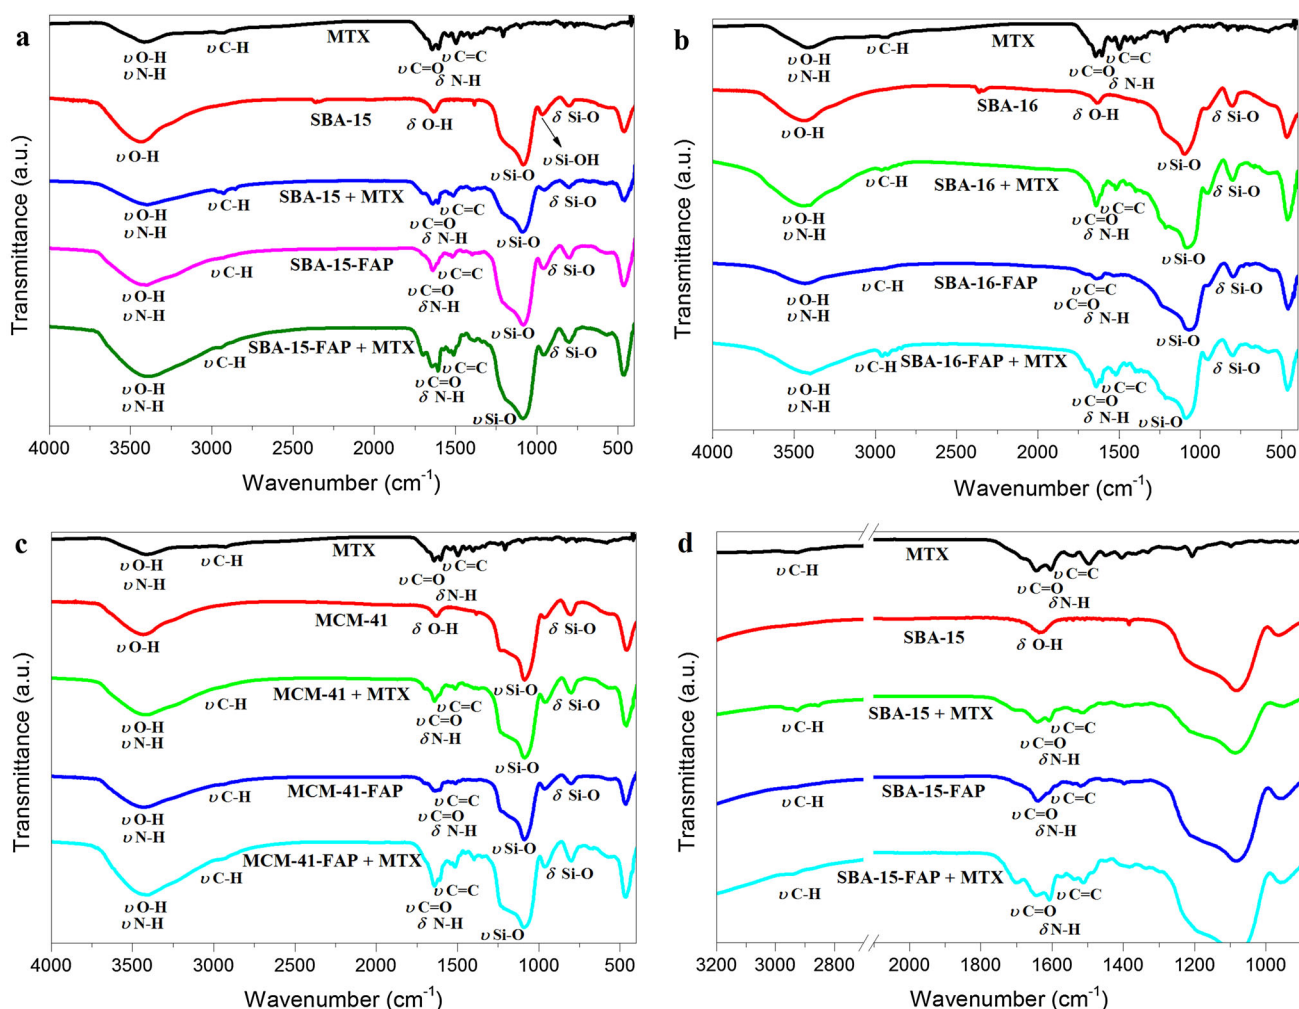 a
MTX
υ O-H
υ N-H
υ C-H
υ C=O
υ C=C
δ N-H
SBA-15
υ O-H
δ O-H
υ Si-O
υ Si-OH
δ Si-O
SBA-15 + MTX
υ O-H
υ N-H
υ C-H
υ C=O
υ C=C
δ N-H
υ Si-O
δ Si-O
SBA-15-FAP
υ O-H
υ N-H
υ C-H
υ C=C
υ C=O
δ N-H
υ Si-O
δ Si-O
SBA-15-FAP + MTX
υ O-H
υ N-H
υ C-H
υ C=C
υ C=O
δ N-H
υ Si-O
δ Si-O
4000 3500 3000 2500 2000 1500 1000 500
Wavenumber (cm-1)
Transmittance (a.u.)
b
MTX
υ O-H
υ N-H
υ C-H
υ C=C
υ C=O
δ N-H
SBA-16
υ O-H
δ O-H
υ Si-O
δ Si-O
SBA-16 + MTX
υ O-H
υ N-H
υ C-H
υ C=C
υ C=O
δ N-H
υ Si-O
δ Si-O
SBA-16-FAP
υ O-H
υ N-H
υ C-H
υ C=C
υ C=O
δ N-H
υ Si-O
δ Si-O
SBA-16-FAP + MTX
υ O-H
υ N-H
υ C-H
υ C=C
υ C=O
δ N-H
υ Si-O
δ Si-O
4000 3500 3000 2500 2000 1500 1000 500
Wavenumber (cm-1)
Transmittance (a.u.)
c
MTX
υ O-H
υ N-H
υ C-H
υ C=C
υ C=O
δ N-H
MCM-41
υ O-H
δ O-H
υ Si-O
δ Si-O
MCM-41 + MTX
υ O-H
υ N-H
υ C-H
υ C=C
υ C=O
δ N-H
υ Si-O
δ Si-O
MCM-41-FAP
υ O-H
υ N-H
υ C-H
υ C=C
υ C=O
δ N-H
υ Si-O
δ Si-O
MCM-41-FAP + MTX
υ O-H
υ N-H
υ C-H
υ C=C
υ C=O
δ N-H
υ Si-O
δ Si-O
4000 3500 3000 2500 2000 1500 1000 500
Wavenumber (cm-1)
Transmittance (a.u.)
d
MTX
υ C-H
υ C=C
υ C=O
δ N-H
SBA-15
δ O-H
SBA-15 + MTX
υ C-H
υ C=C
υ C=O
δ N-H
SBA-15-FAP
υ C-H
υ C=C
υ C=O
δ N-H
SBA-15-FAP + MTX
υ C-H
υ C=C
υ C=O
δ N-H
3200 3000 2800 2000 1800 1600 1400 1200 1000
Wavenumber (cm-1)
Transmittance (a.u.)